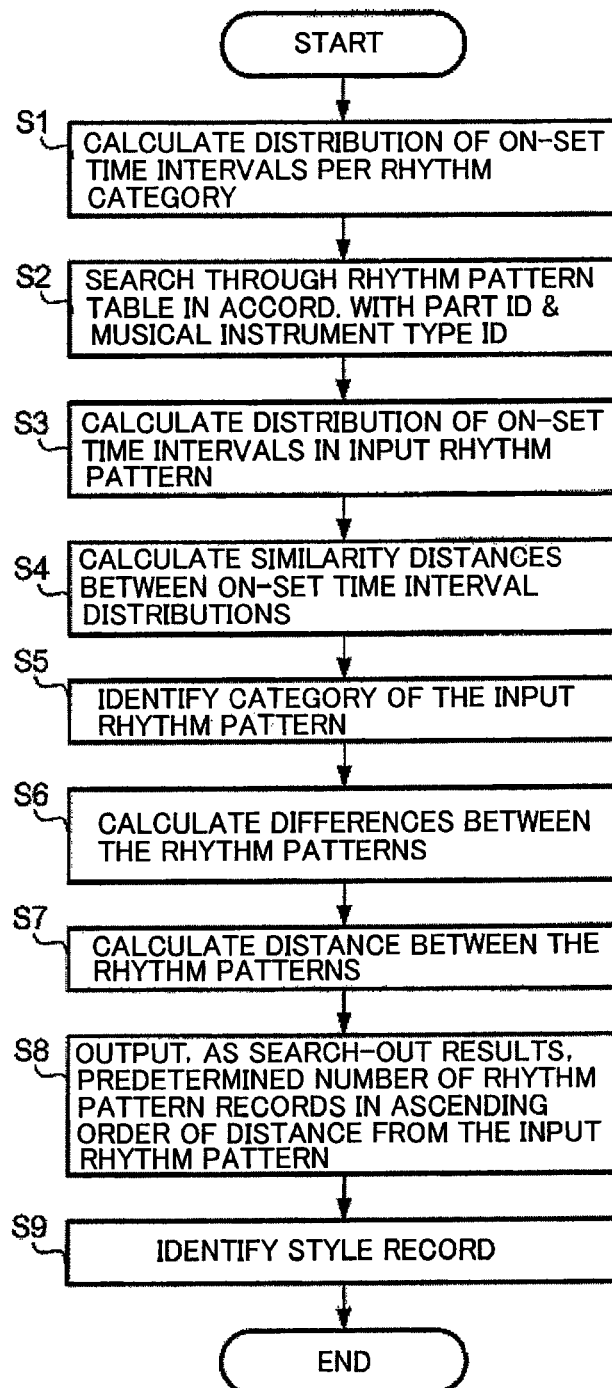 START
S1
CALCULATE DISTRIBUTION OF ON-SET
TIME INTERVALS PER RHYTHM
CATEGORY
S2
SEARCH THROUGH RHYTHM PATTERN
TABLE IN ACCORD. WITH PART ID &
MUSICAL INSTRUMENT TYPE ID
S3
CALCULATE DISTRIBUTION OF ON-SET
TIME INTERVALS IN INPUT RHYTHM
PATTERN
S4
CALCULATE SIMILARITY DISTANCES
BETWEEN ON-SET TIME INTERVAL
DISTRIBUTIONS
S5
IDENTIFY CATEGORY OF THE INPUT
RHYTHM PATTERN
S6
CALCULATE DIFFERENCES BETWEEN
THE RHYTHM PATTERNS
S7
CALCULATE DISTANCE BETWEEN THE
RHYTHM PATTERNS
S8
OUTPUT, AS SEARCH-OUT RESULTS,
PREDETERMINED NUMBER OF RHYTHM
PATTERN RECORDS IN ASCENDING
ORDER OF DISTANCE FROM THE INPUT
RHYTHM PATTERN
S9
IDENTIFY STYLE RECORD
END